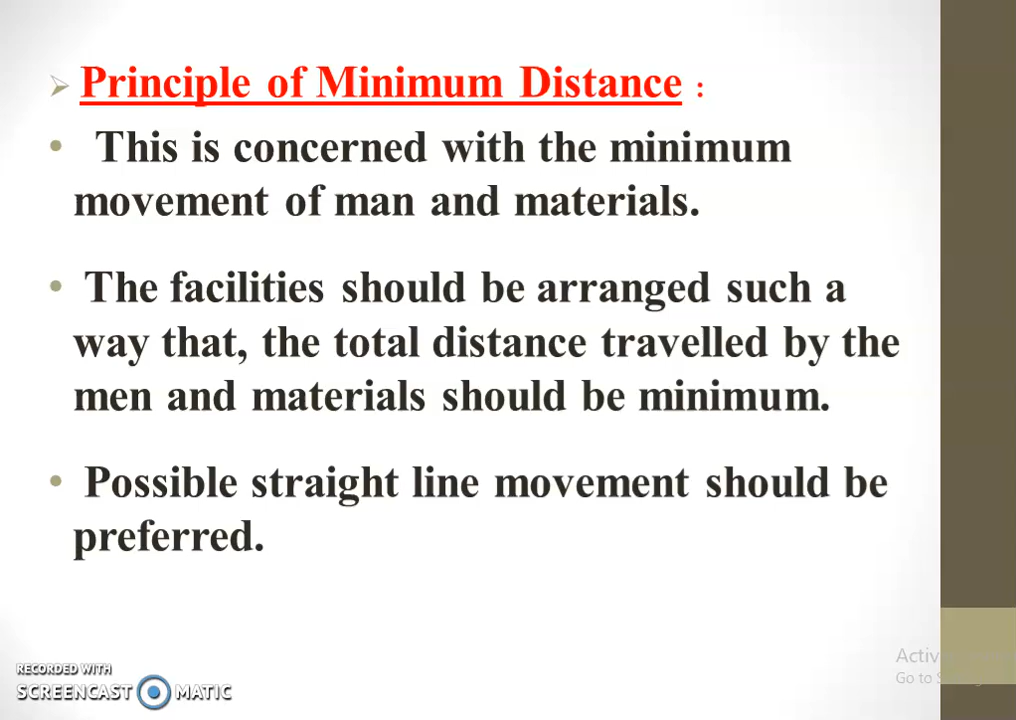 Principle of Minimum Distance :
This is concerned with the minimum
movement of man and materials.
The facilities should be arranged such a
way that, the total distance travelled by the
men and materials should be minimum.
Possible straight line movement should be
preferred.
RECORDED WITH
SCREENCAST MATIC
Go to